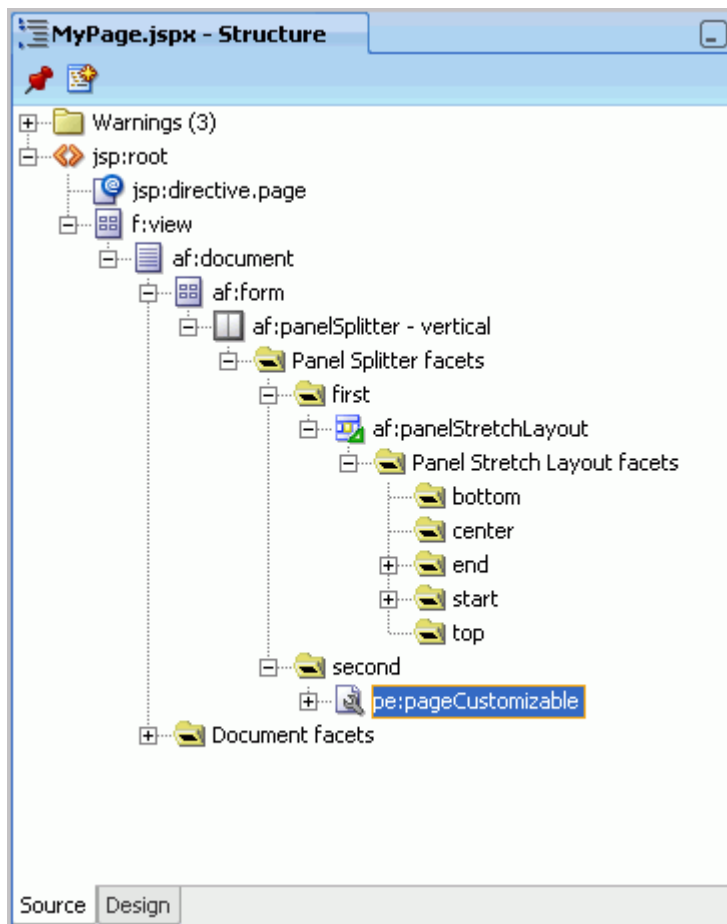 MyPage.jspx - Structure
Warnings (3)
jsp:root
jsp:directive.page
f:view
af:document
af:form
af:panelSplitter - vertical
Panel Splitter facets
first
af:panelStretchLayout
Panel Stretch Layout facets
bottom
center
end
start
top
second
pe:pageCustomizable
Document facets
Source Design